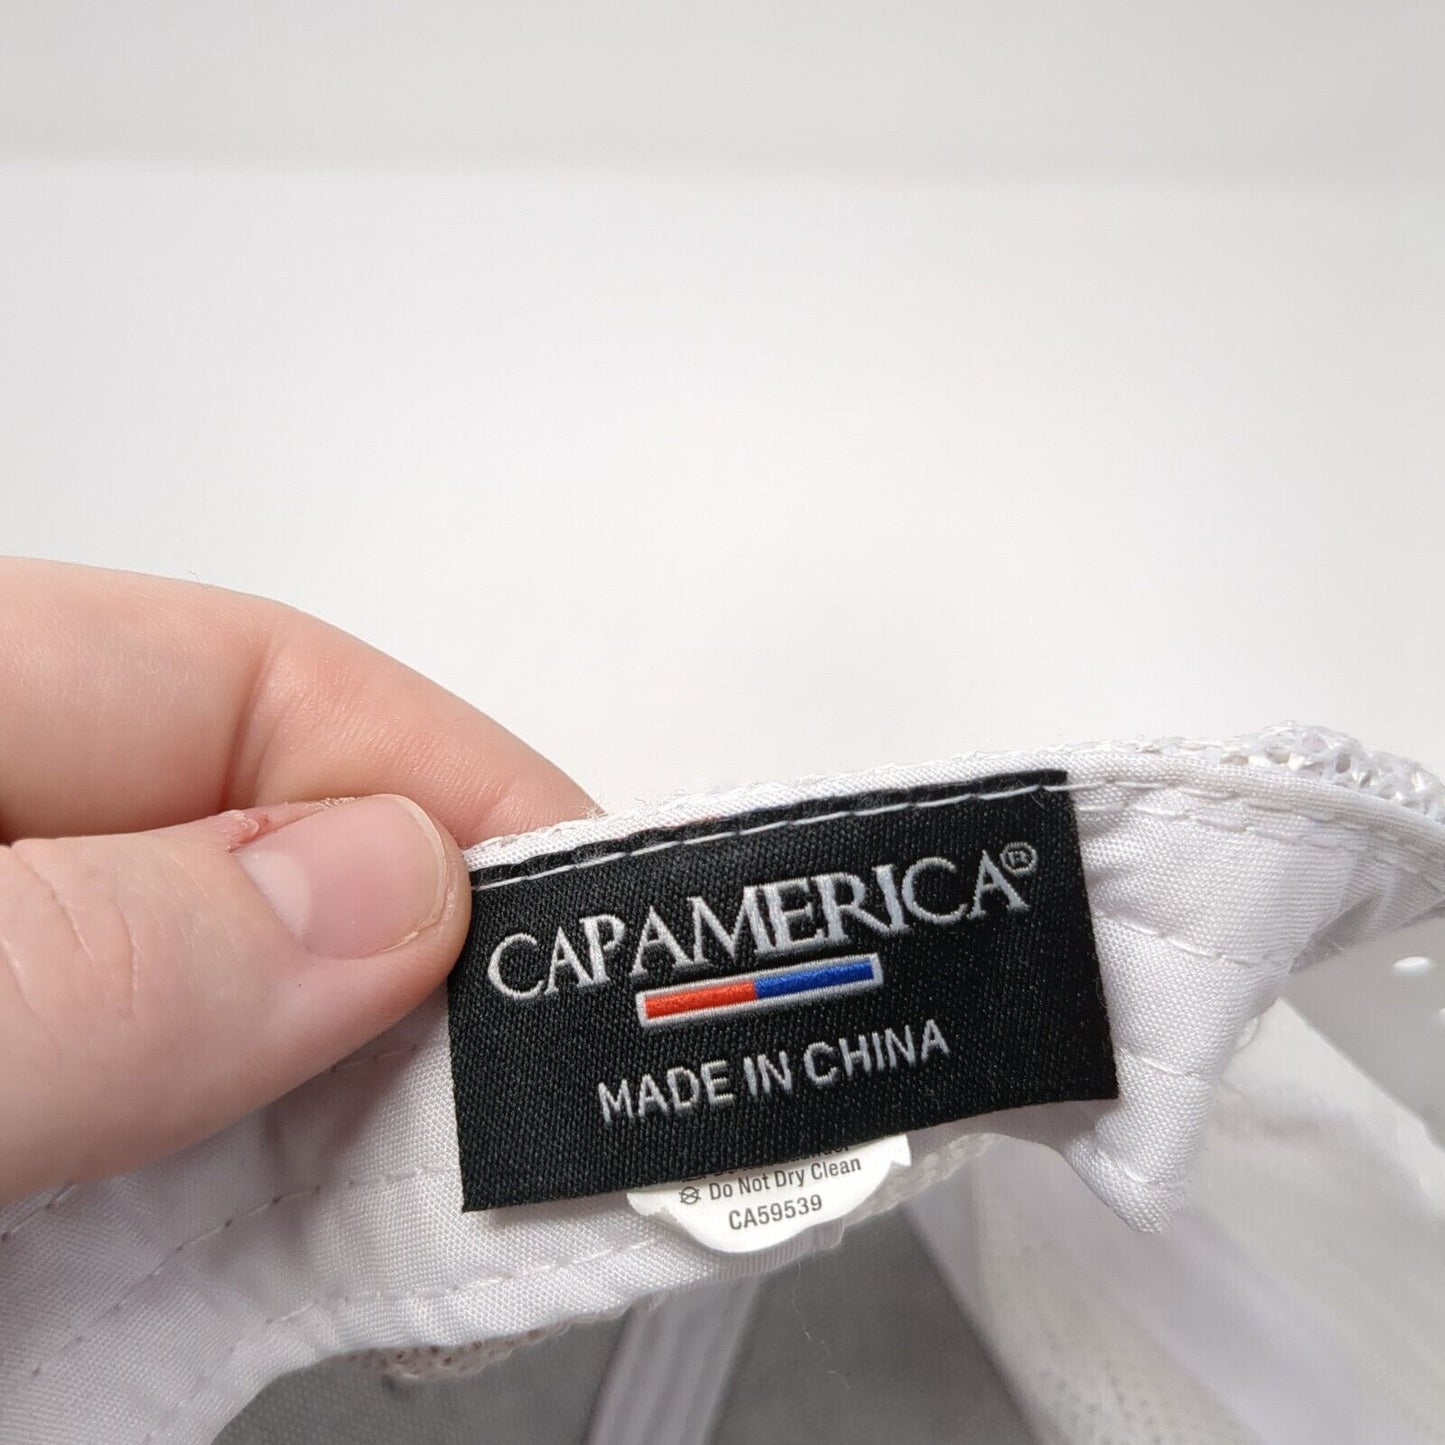 CAPAMERICA®
MADE IN CHINA
Do Not Dry Clean
CA59539